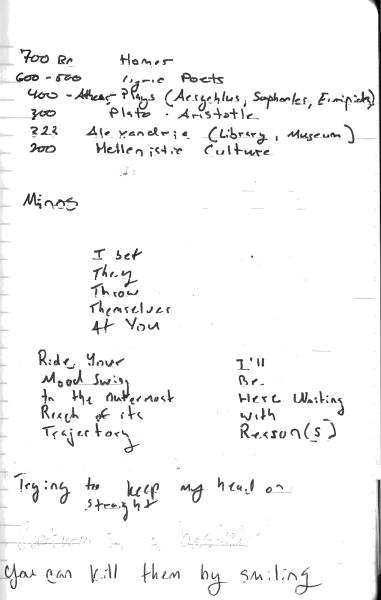 700 BC Homer
600-500 Lyric Poets
400 - Athens - Plays (Aeschylus, Sophocles, Euripides)
300 Plato - Aristotle
323 Alexandria (Library, Museum)
200 Hellenistic Culture
Minos
I bet
They
Throw
Themselves
At You
Ride Your
Mood Swing
To the Outermost
Reach of its
Trajectory
I'll
Be
Here Waiting
with
Reason(s)
Trying to keep my head on
straight
You can kill them by smiling